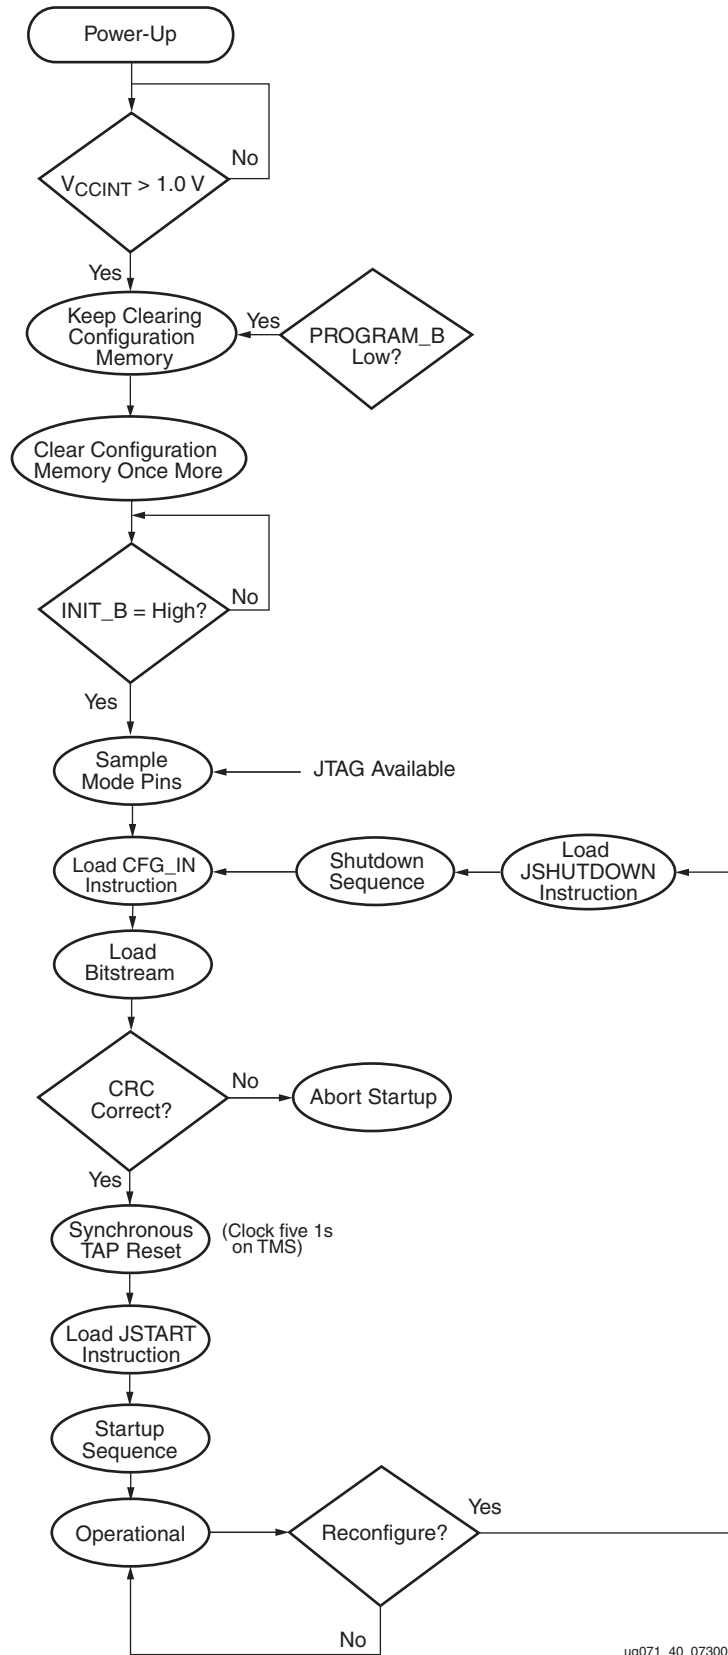 Power-Up
No
VCCINT > 1.0 V
Yes
Keep Clearing
Configuration
Memory
Yes
PROGRAM_B
Low?
Clear Configuration
Memory Once More
INIT_B = High?
No
Yes
Sample
Mode Pins
JTAG Available
Load CFG_IN
Instruction
Shutdown
Sequence
Load
JSHUTDOWN
Instruction
Load
Bitstream
CRC
Correct?
No
Abort Startup
Yes
Synchronous
TAP Reset
(Clock five 1s
on TMS)
Load JSTART
Instruction
Startup
Sequence
Operational
Reconfigure?
Yes
No
ug071_40_07300